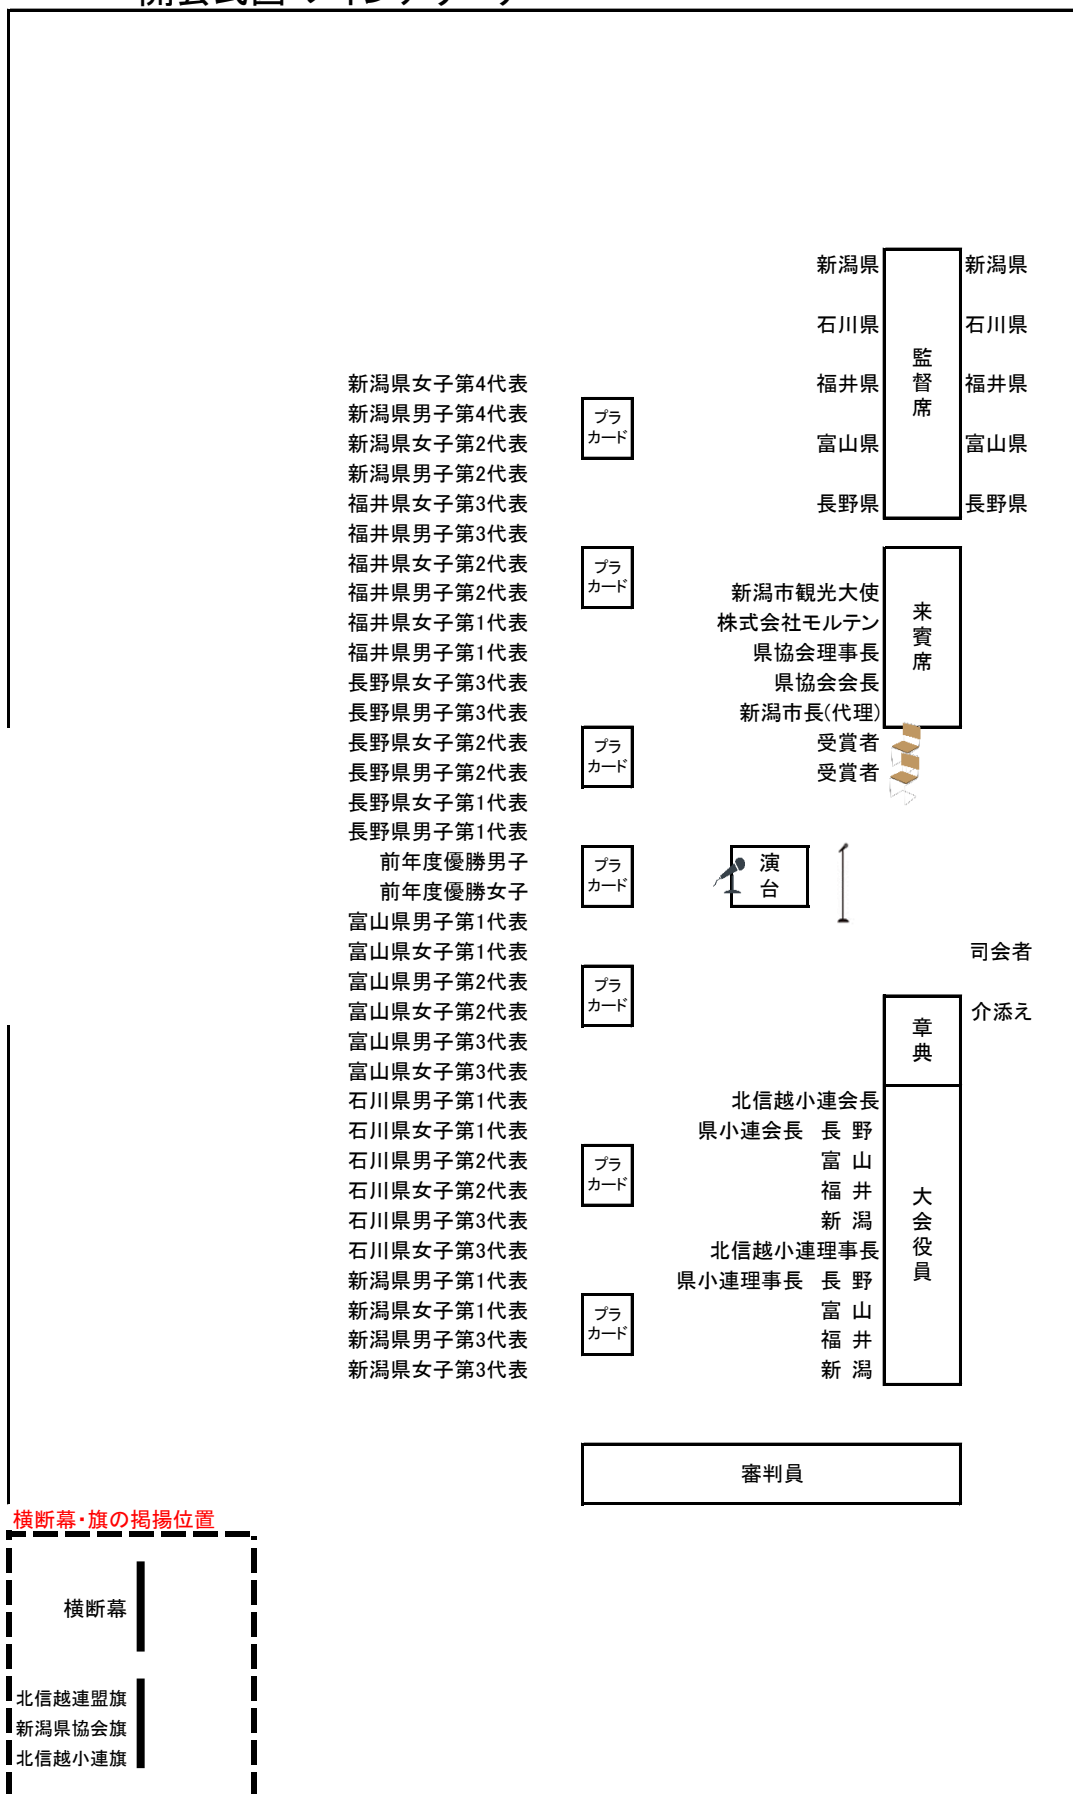 新潟県
新潟県
石川県
石川県
監督席
新潟県女子第4代表
福井県
福井県
新潟県男子第4代表
プラ
カード
新潟県女子第2代表
富山県
富山県
新潟県男子第2代表
福井県女子第3代表
長野県
長野県
福井県男子第3代表
福井県女子第2代表
プラ
カード
福井県男子第2代表
新潟市観光大使
来賓席
福井県女子第1代表
株式会社モルテン
福井県男子第1代表
県協会理事長
長野県女子第3代表
県協会会長
長野県男子第3代表
新潟市長(代理)
長野県女子第2代表
プラ
カード
受賞者
長野県男子第2代表
受賞者
長野県女子第1代表
長野県男子第1代表
前年度優勝男子
プラ
カード
演台
前年度優勝女子
富山県男子第1代表
富山県女子第1代表
司会者
富山県男子第2代表
プラ
カード
富山県女子第2代表
介添え
章典
富山県男子第3代表
富山県女子第3代表
石川県男子第1代表
北信越小連会長
石川県女子第1代表
県小連会長 長 野
石川県男子第2代表
プラ
カード
富 山
石川県女子第2代表
福 井
大会役員
石川県男子第3代表
新 潟
石川県女子第3代表
北信越小連理事長
新潟県男子第1代表
県小連理事長 長 野
新潟県女子第1代表
プラ
カード
富 山
新潟県男子第3代表
福 井
新潟県女子第3代表
新 潟
審判員
横断幕・旗の掲揚位置
横断幕
北信越連盟旗
新潟県協会旗
北信越小連旗